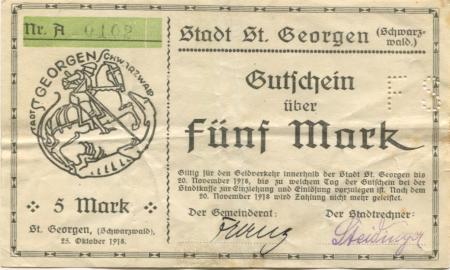 Nr. A 0102
Stadt St. Georgen (Schwarz-
wald.)
STADT ST GEORGEN SCHWARZWALD
Gutschein
über
fünf Mark
Gültig für den Geldverkehr innerhalb der Stadt St. Georgen bis
20. November 1918, bis zu welchem Tag der Gutschein bei der
Stadtkasse zur Einziehung und Einlösung vorzulegen ist. Nach dem
20. November 1918 wird Zahlung nicht mehr geleistet.
5 Mark
St. Georgen, (Schwarzwald),
25. Oktober 1918.
Der Gemeinderat:
Der Stadtrechner: